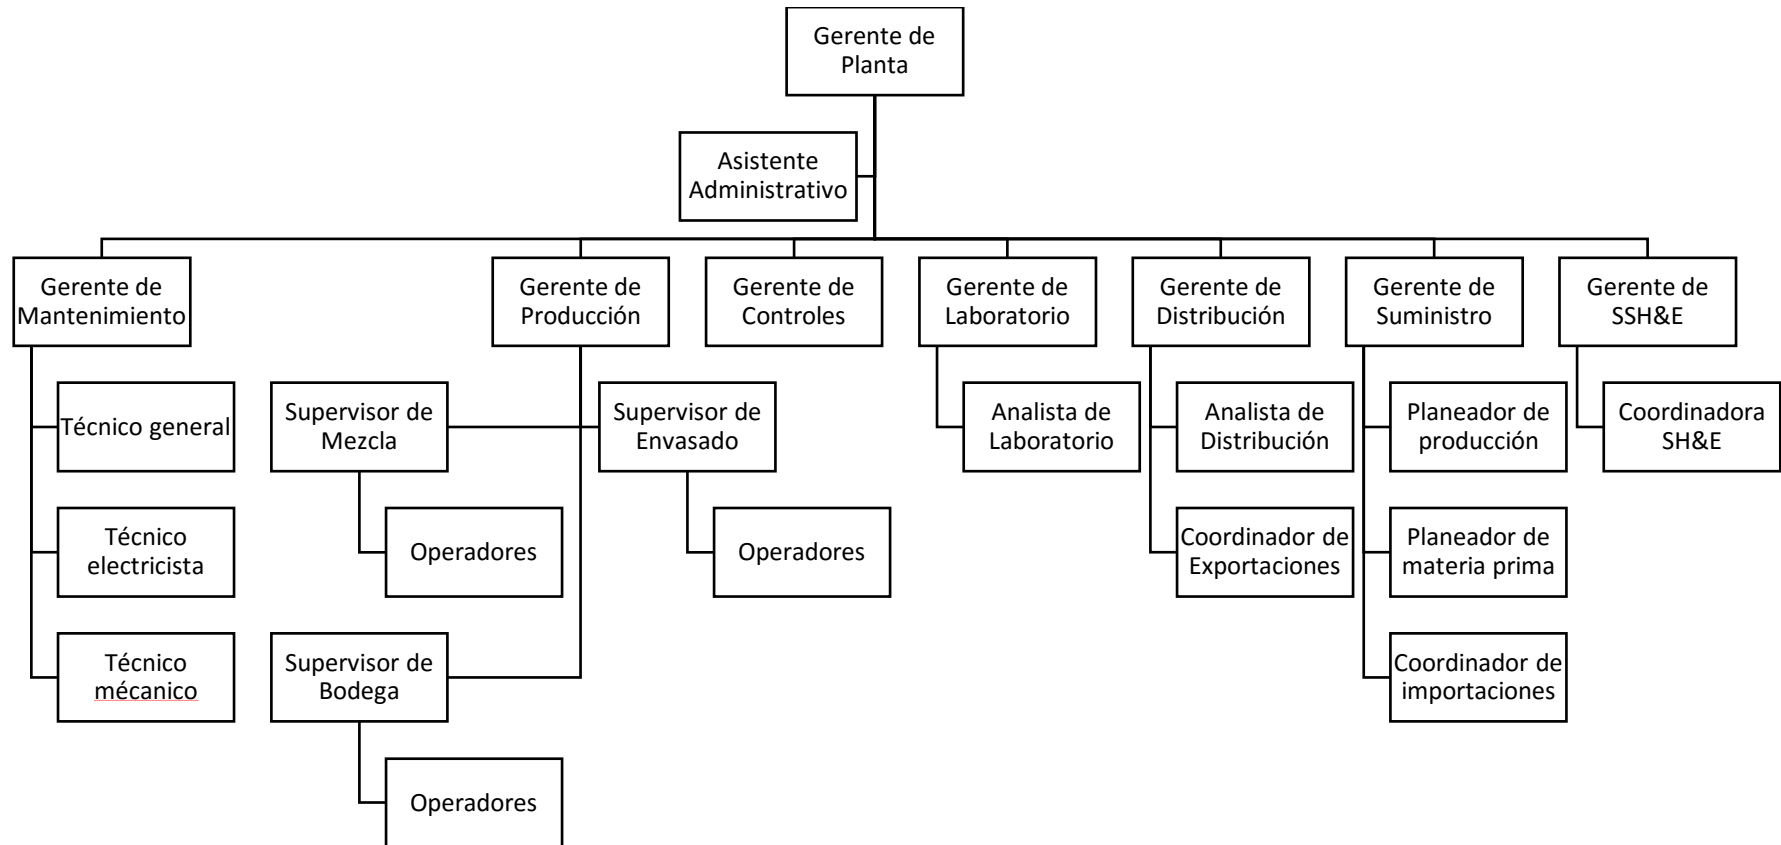 Gerente de
Planta
Asistente
Administrativo
Gerente de
Mantenimiento
Gerente de
Producción
Gerente de
Controles
Gerente de
Laboratorio
Gerente de
Distribución
Gerente de
Suministro
Gerente de
SSH&E
Técnico general
Supervisor de
Mezcla
Supervisor de
Envasado
Analista de
Laboratorio
Analista de
Distribución
Planeador de
producción
Coordinadora
SH&E
Técnico
electricista
Operadores
Operadores
Coordinador de
Exportaciones
Planeador de
materia prima
Técnico
mécanico
Supervisor de
Bodega
Coordinador de
importaciones
Operadores